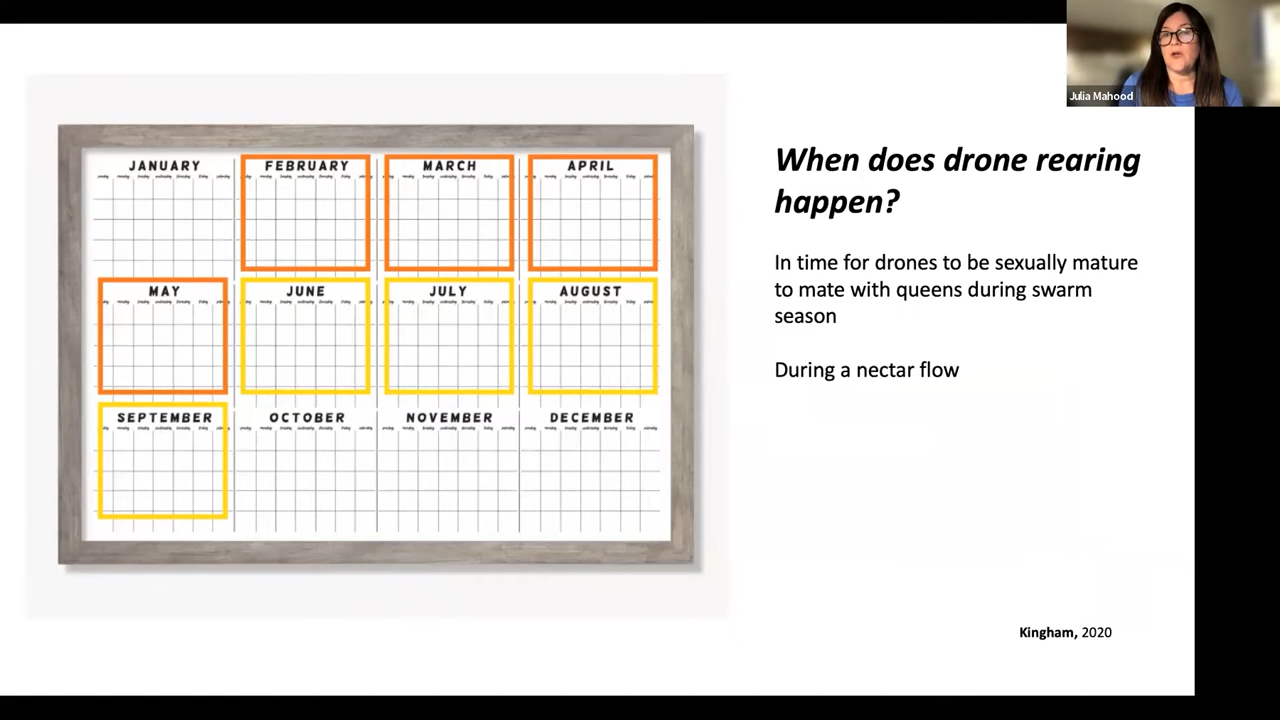 Julia Mahood
When does drone rearing
happen?
In time for drones to be sexually mature
to mate with queens during swarm
season
During a nectar flow
JANUARY
FEBRUARY
MARCH
APRIL
MAY
JUNE
JULY
AUGUST
SEPTEMBER
OCTOBER
NOVEMBER
DECEMBER
Kingham, 2020